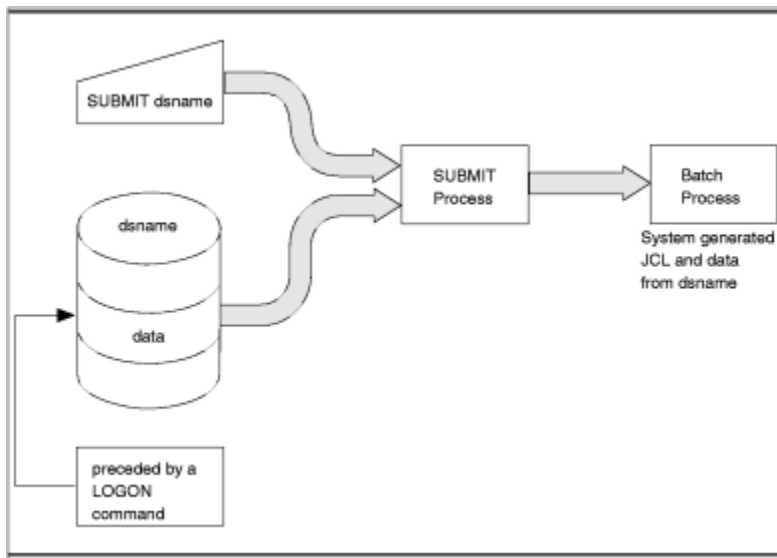 SUBMIT dsname
SUBMIT
Process
Batch
Process
System generated
JCL and data
from dsname
dsname
data
preceded by a
LOGON
command